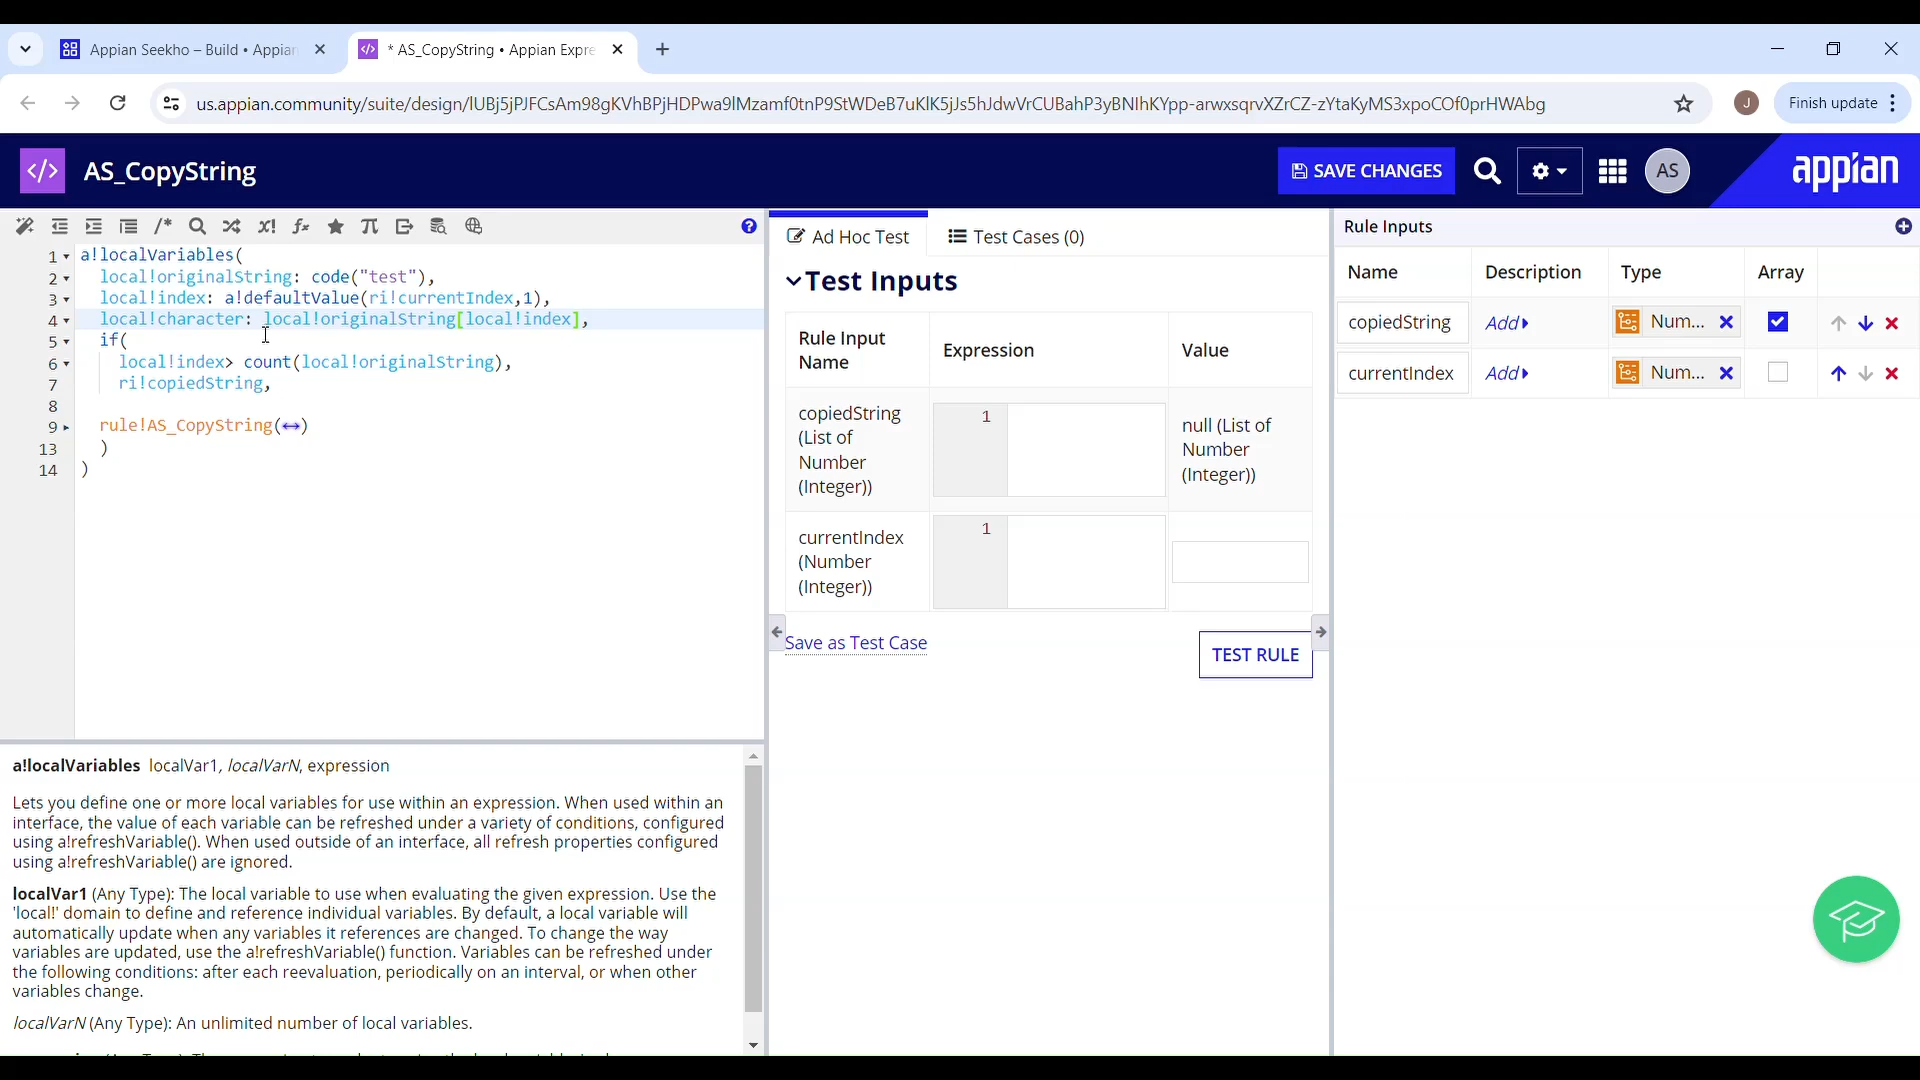 Appian Seekho – Build • Appian
* AS_CopyString • Appian Expre
us.appian.community/suite/design/lUBj5jPJFCsAm98gKVhBPjHDPwa9lMzamf0tnP9StWDeB7uKlK5jJs5hJdwVrCUBahP3yBNIhKYpp-arwxsqrvXZrCZ-zYtaKyMS3xpoCOf0prHWAbg
J
Finish update
AS_CopyString
SAVE CHANGES
AS
appian
1 a!localVariables(
2 local!originalString: code("test"),
3 local!index: a!defaultValue(ri!currentIndex,1),
4 local!character: local!originalString[local!index],
5 if(
6 local!index> count(local!originalString),
7 ri!copiedString,
8
9 rule!AS_CopyString(↔)
13 )
14 )
a!localVariables localVar1, localVarN, expression
Lets you define one or more local variables for use within an expression. When used within an
interface, the value of each variable can be refreshed under a variety of conditions, configured
using a!refreshVariable(). When used outside of an interface, all refresh properties configured
using a!refreshVariable() are ignored.
localVar1 (Any Type): The local variable to use when evaluating the given expression. Use the
'local!' domain to define and reference individual variables. By default, a local variable will
automatically update when any variables it references are changed. To change the way
variables are updated, use the a!refreshVariable() function. Variables can be refreshed under
the following conditions: after each reevaluation, periodically on an interval, or when other
variables change.
localVarN (Any Type): An unlimited number of local variables.
Ad Hoc Test
Test Cases (0)
Test Inputs
Rule Input
Name
Expression
Value
copiedString
(List of
Number
(Integer))
1
null (List of
Number
(Integer))
currentIndex
(Number
(Integer))
1
Save as Test Case
TEST RULE
Rule Inputs
Name Description Type Array
copiedString Add Num...
currentIndex Add Num...